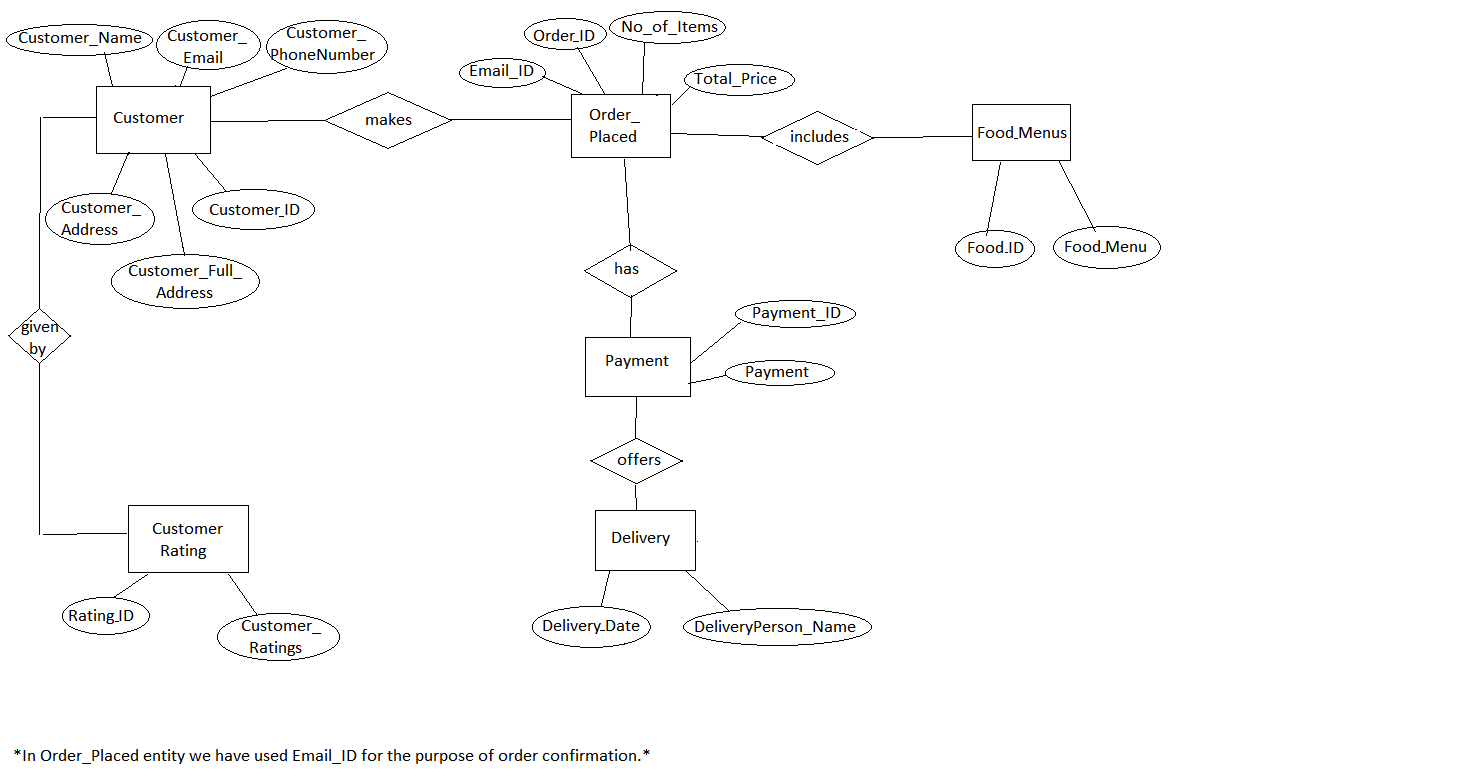 Customer_Name
Customer_
Email
Customer_
PhoneNumber
Order_ID
No_of_Items
Email_ID
Total_Price
Customer
makes
Order_
Placed
includes
Food_Menus
Customer_
Address
Customer_ID
Customer_Full_
Address
Food_ID
Food_Menu
has
given
by
Payment_ID
Payment
Payment
offers
Customer
Rating
Delivery
Rating_ID
Customer_
Ratings
Delivery_Date
DeliveryPerson_Name
*In Order_Placed entity we have used Email_ID for the purpose of order confirmation.*